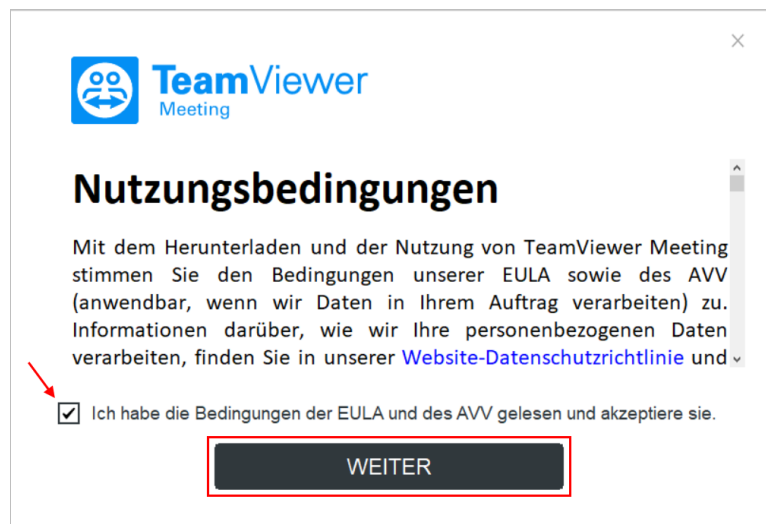 TeamViewer
Meeting
Nutzungsbedingungen
Mit dem Herunterladen und der Nutzung von TeamViewer Meeting
stimmen Sie den Bedingungen unserer EULA sowie des AVV
(anwendbar, wenn wir Daten in Ihrem Auftrag verarbeiten) zu.
Informationen darüber, wie wir Ihre personenbezogenen Daten
verarbeiten, finden Sie in unserer Website-Datenschutzrichtlinie und
Ich habe die Bedingungen der EULA und des AVV gelesen und akzeptiere sie.
WEITER